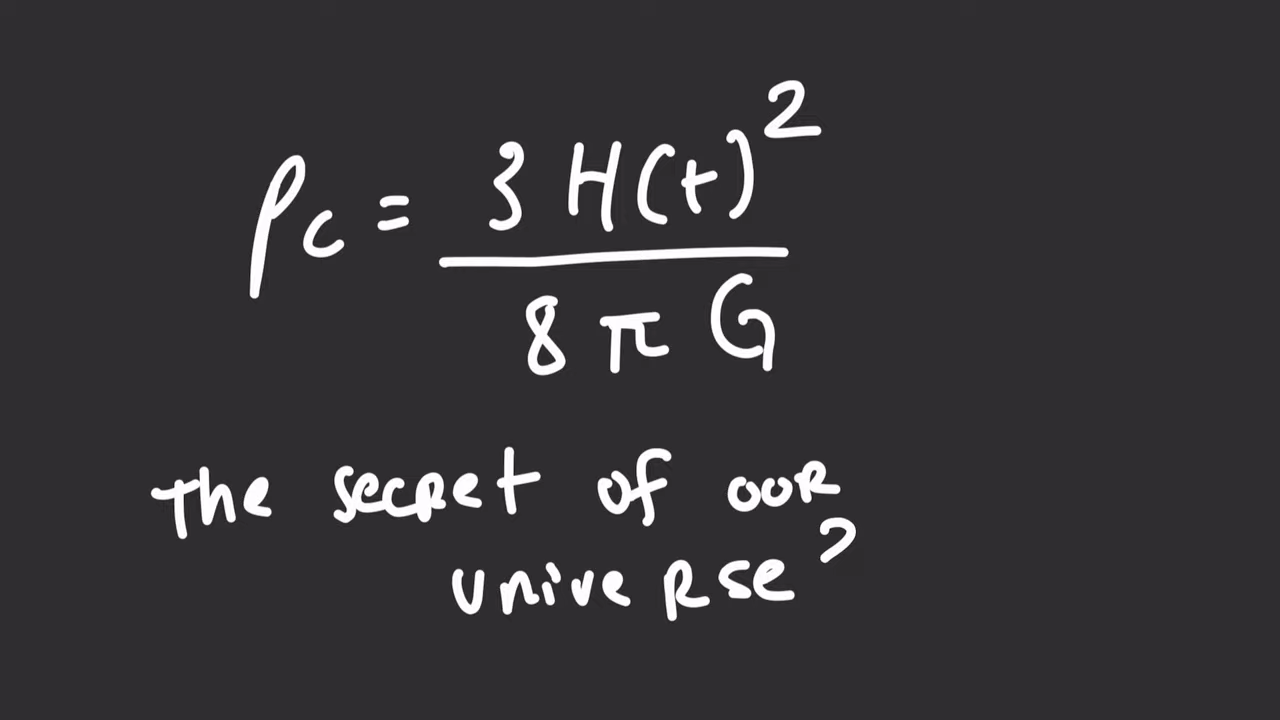 ρc = 3 H(t)²
8 π G
The secret of our
universe?